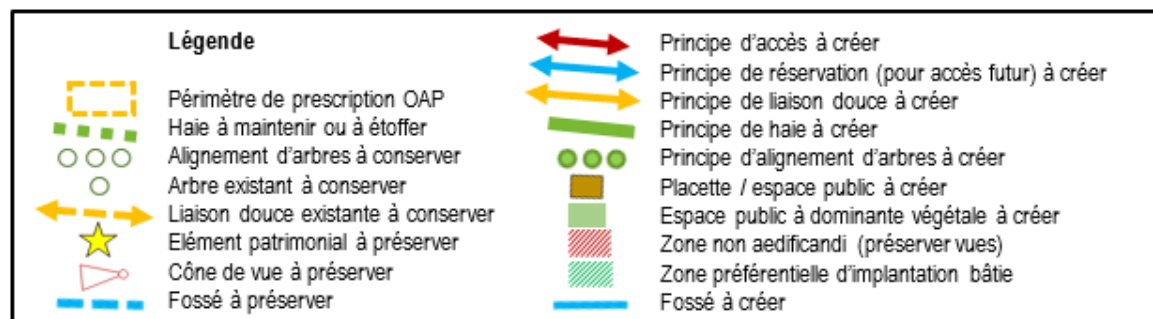 Légende
Périmètre de prescription OAP
Haie à maintenir ou à étoffer
Alignement d'arbres à conserver
Arbre existant à conserver
Liaison douce existante à conserver
Elément patrimonial à préserver
Cône de vue à préserver
Fossé à préserver
Principe d'accès à créer
Principe de réservation (pour accès futur) à créer
Principe de liaison douce à créer
Principe de haie à créer
Principe d'alignement d'arbres à créer
Placette / espace public à créer
Espace public à dominante végétale à créer
Zone non aedificandi (préserver vues)
Zone préférentielle d'implantation bâtie
Fossé à créer